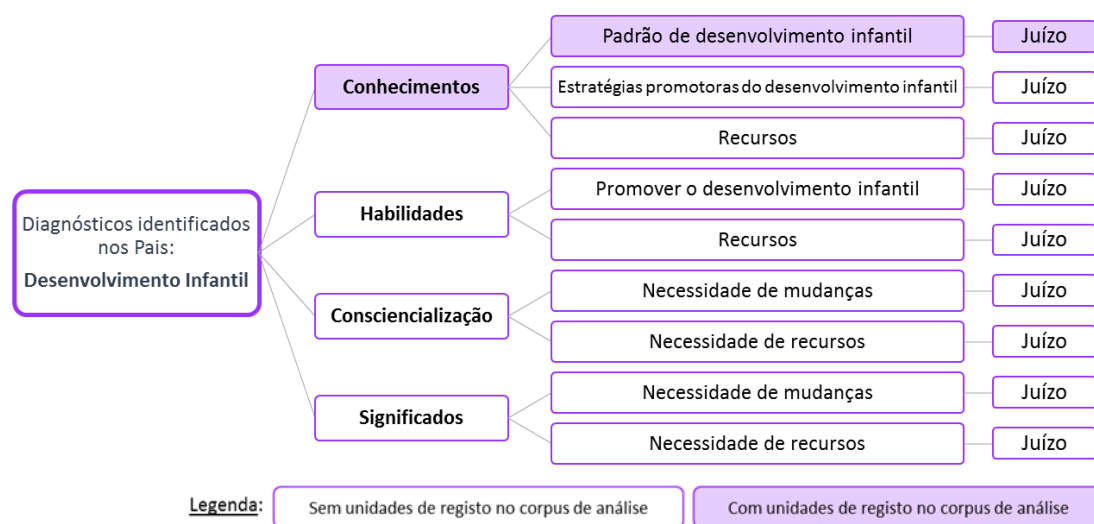 Diagnósticos identificados
nos Pais:
Desenvolvimento Infantil
Conhecimentos
Padrão de desenvolvimento infantil
Juízo
Estratégias promotoras do desenvolvimento infantil
Juízo
Recursos
Juízo
Habilidades
Promover o desenvolvimento infantil
Juízo
Recursos
Juízo
Consciencialização
Necessidade de mudanças
Juízo
Necessidade de recursos
Juízo
Significados
Necessidade de mudanças
Juízo
Necessidade de recursos
Juízo
Legenda:
Sem unidades de registo no corpus de análise
Com unidades de registo no corpus de análise